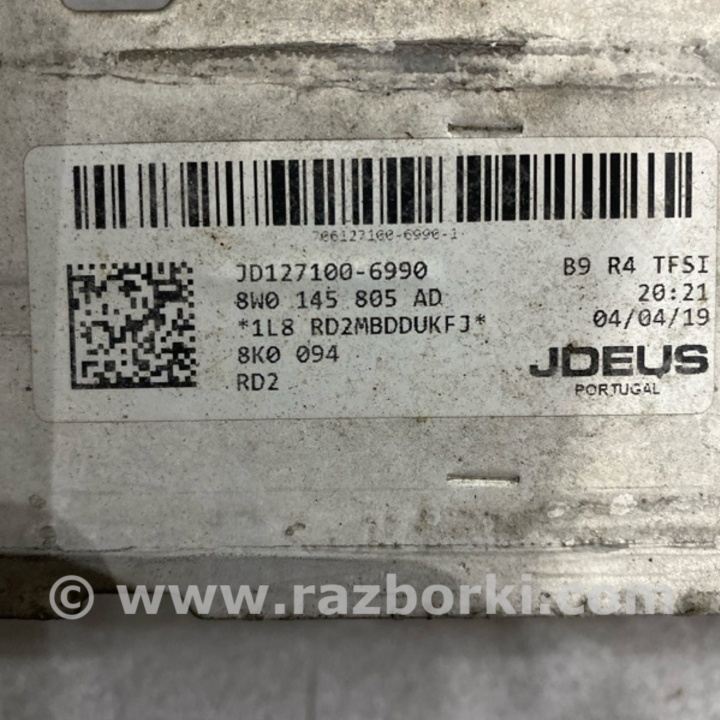 706127100-6990-1
JD127100-6990
8W0 145 805 AD
*1L8 RD2MBDDUKFJ*
8K0 094
RD2
B9 R4 TFSI
20:21
04/04/19
JDEUS
PORTUGAL
© www.razborki.com